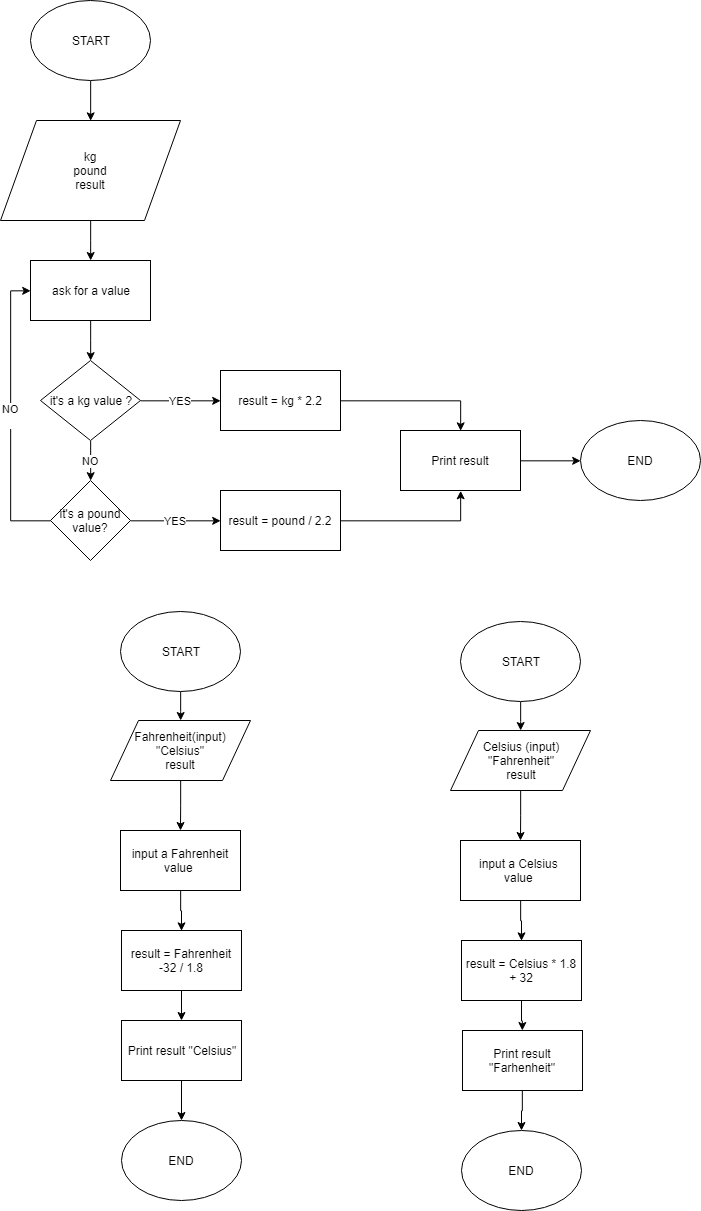 START
kg
pound
result
ask for a value
it's a kg value ?
YES
result = kg * 2.2
NO
NO
Print result
END
it's a pound
value?
YES
result = pound / 2.2
START
Fahrenheit(input)
"Celsius"
result
input a Fahrenheit
value
result = Fahrenheit
-32 / 1.8
Print result "Celsius"
END
START
Celsius (input)
"Fahrenheit"
result
input a Celsius
value
result = Celsius * 1.8
+ 32
Print result
"Farhenheit"
END